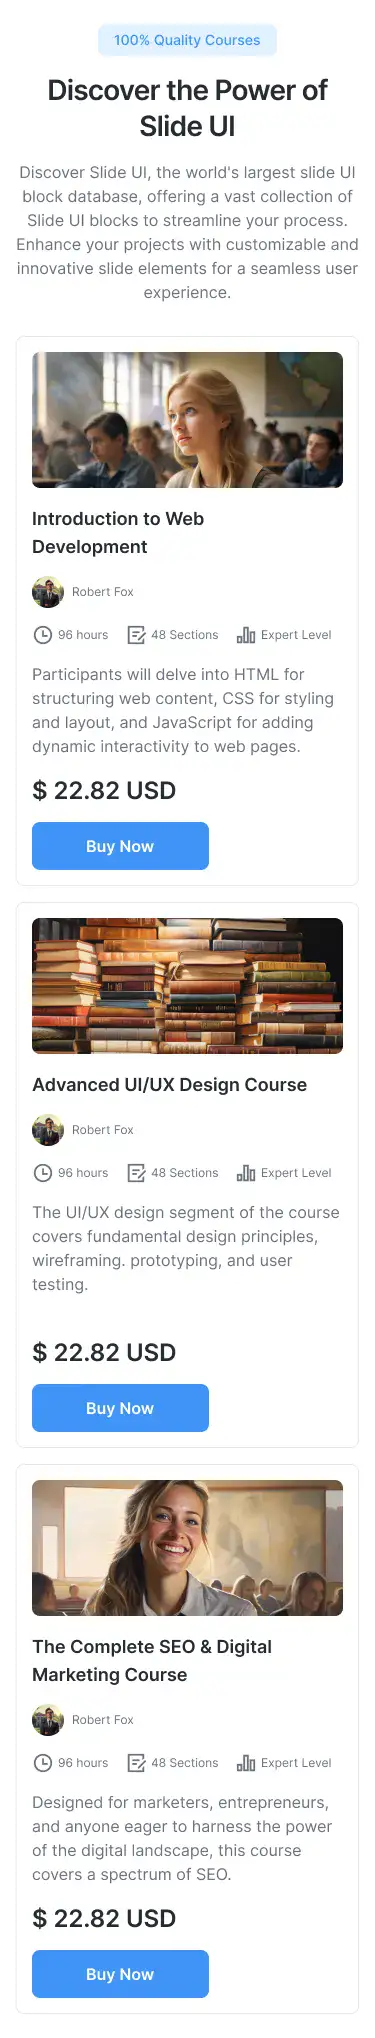 100% Quality Courses
Discover the Power of
Slide UI
Discover Slide UI, the world's largest slide UI
block database, offering a vast collection of
Slide UI blocks to streamline your process.
Enhance your projects with customizable and
innovative slide elements for a seamless user
experience.
Introduction to Web
Development
Robert Fox
96 hours 48 Sections Expert Level
Participants will delve into HTML for
structuring web content, CSS for styling
and layout, and JavaScript for adding
dynamic interactivity to web pages.
$ 22.82 USD
Buy Now
Advanced UI/UX Design Course
Robert Fox
96 hours 48 Sections Expert Level
The UI/UX design segment of the course
covers fundamental design principles,
wireframing. prototyping, and user
testing.
$ 22.82 USD
Buy Now
The Complete SEO & Digital
Marketing Course
Robert Fox
96 hours 48 Sections Expert Level
Designed for marketers, entrepreneurs,
and anyone eager to harness the power
of the digital landscape, this course
covers a spectrum of SEO.
$ 22.82 USD
Buy Now